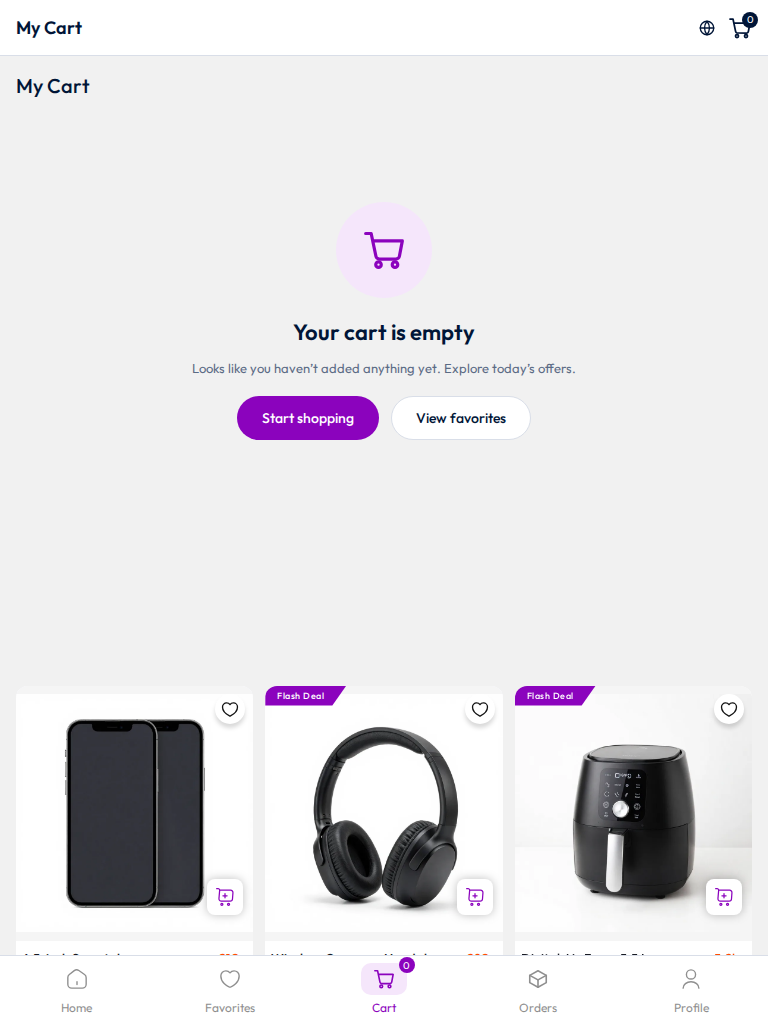 My Cart
0
My Cart
Your cart is empty
Looks like you haven't added anything yet. Explore today's offers.
Start shopping
View favorites
Flash Deal
Flash Deal
0
Home
Favorites
Cart
Orders
Profile